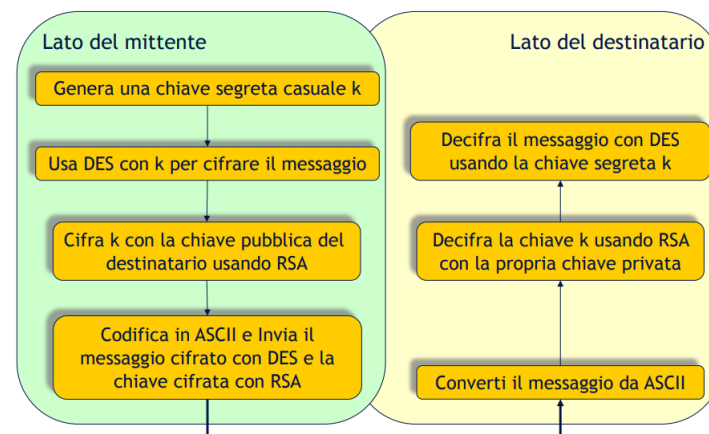 Lato del mittente
Genera una chiave segreta casuale k
Usa DES con k per cifrare il messaggio
Cifra k con la chiave pubblica del
destinatario usando RSA
Codifica in ASCII e Invia il
messaggio cifrato con DES e la
chiave cifrata con RSA
Lato del destinatario
Decifra il messaggio con DES
usando la chiave segreta k
Decifra la chiave k usando RSA
con la propria chiave privata
Converti il messaggio da ASCII